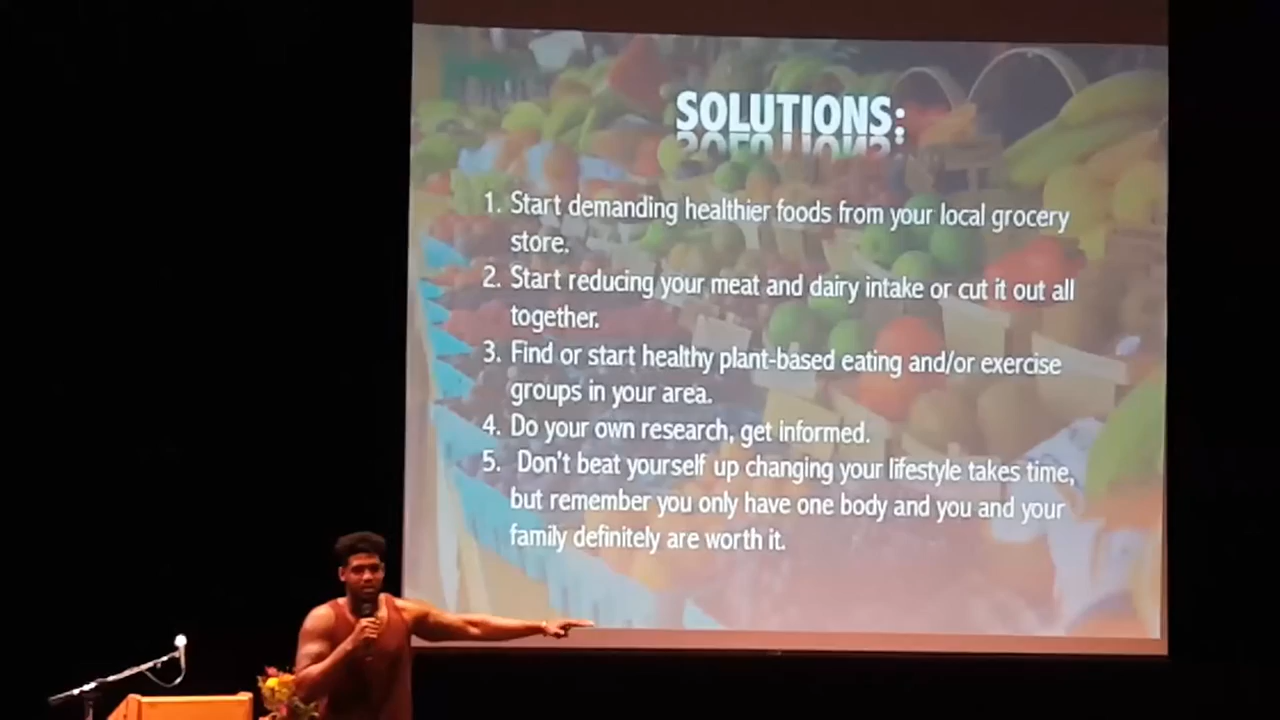 SOLUTIONS:
1. Start demanding healthier foods from your local grocery
store.
2. Start reducing your meat and dairy intake or cut it out all
together.
3. Find or start healthy plant-based eating and/or exercise
groups in your area.
4. Do your own research, get informed.
5. Don't beat yourself up changing your lifestyle takes time,
but remember you only have one body and you and your
family definitely are worth it.